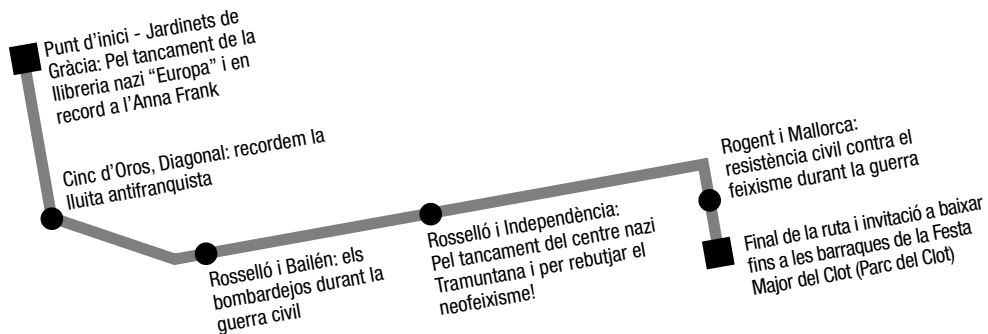 Punt d’inici - Jardinets de
Gràcia: Pel tancament de la
llibreria nazi “Europa” i en
record a l’Anna Frank
Cinc d’Oros, Diagonal: recordem la
lluita antifranquista
Rosselló i Bailén: els
bombardejos durant la
guerra civil
Rosselló i Independència:
Pel tancament del centre nazi
Tramuntana i per rebutjar el
neofeixisme!
Rogent i Mallorca:
resistència civil contra el
feixisme durant la guerra
Final de la ruta i invitació a baixar
fins a les barraques de la Festa
Major del Clot (Parc del Clot)